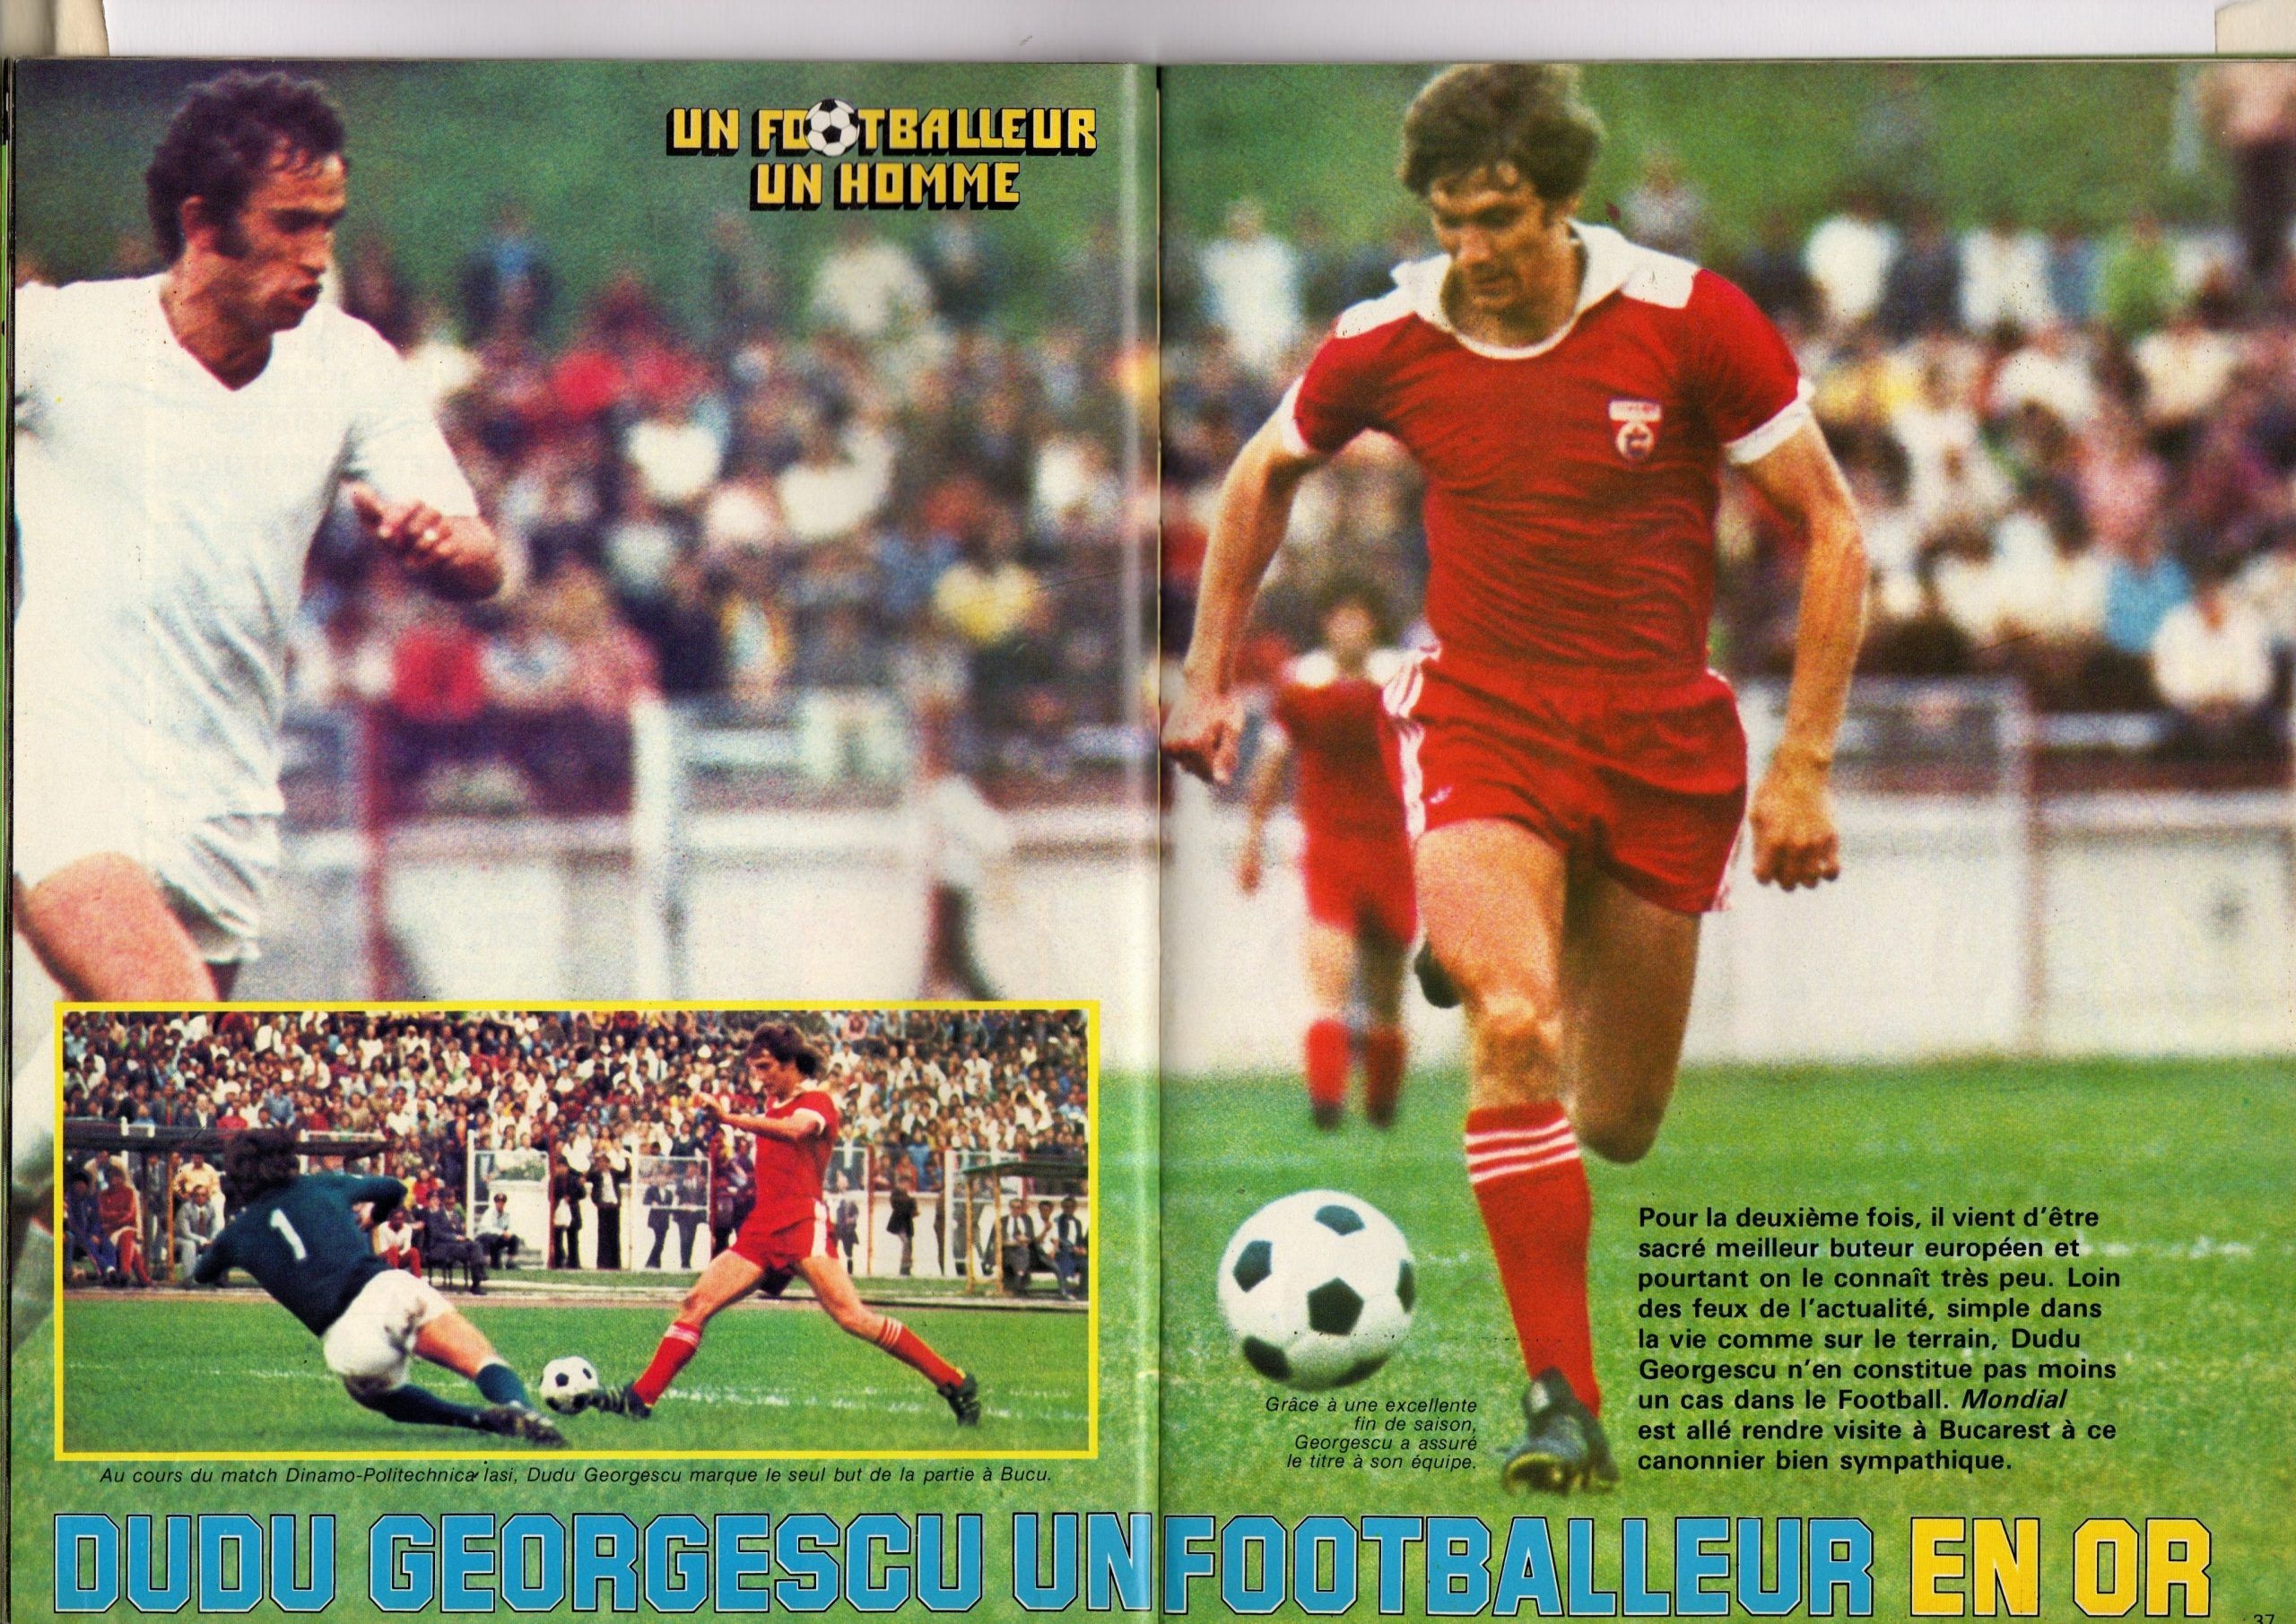 UN FOOTBALLEUR
UN HOMME
1
Au cours du match Dinamo-Politechnica Iasi, Dudu Georgescu marque le seul but de la partie à Bucu.
Grâce à une excellente
fin de saison,
Georgescu a assuré
le titre à son équipe.
Pour la deuxième fois, il vient d'être
sacré meilleur buteur européen et
pourtant on le connaît très peu. Loin
des feux de l'actualité, simple dans
la vie comme sur le terrain, Dudu
Georgescu n'en constitue pas moins
un cas dans le Football. Mondial
est allé rendre visite à Bucarest à ce
canonnier bien sympathique.
DUDU GEORGESCU UN FOOTBALLEUR EN OR
37